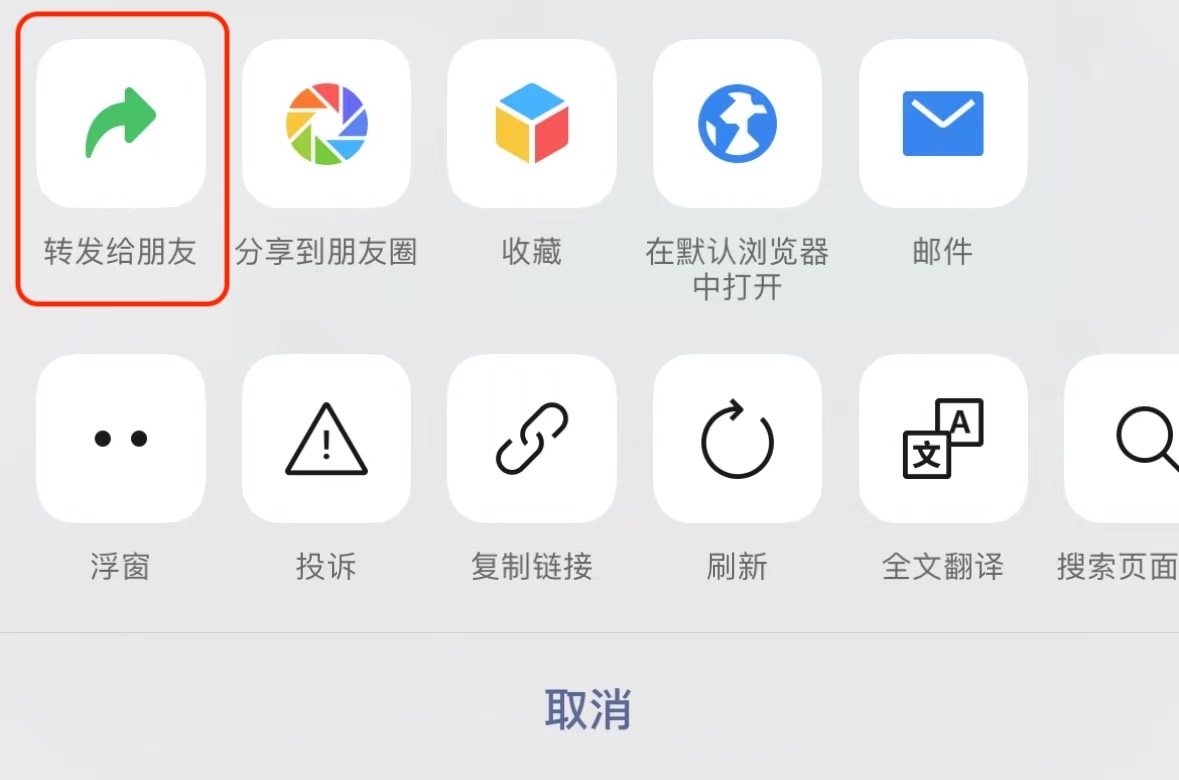 转发给朋友
分享到朋友圈
收藏
在默认浏览器
中打开
邮件
A
文
浮窗
投诉
复制链接
刷新
全文翻译
搜索页面
取消